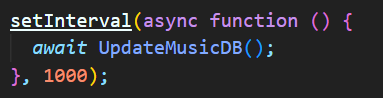 setInterval(async function () {
  await UpdateMusicDB();
}, 1000);